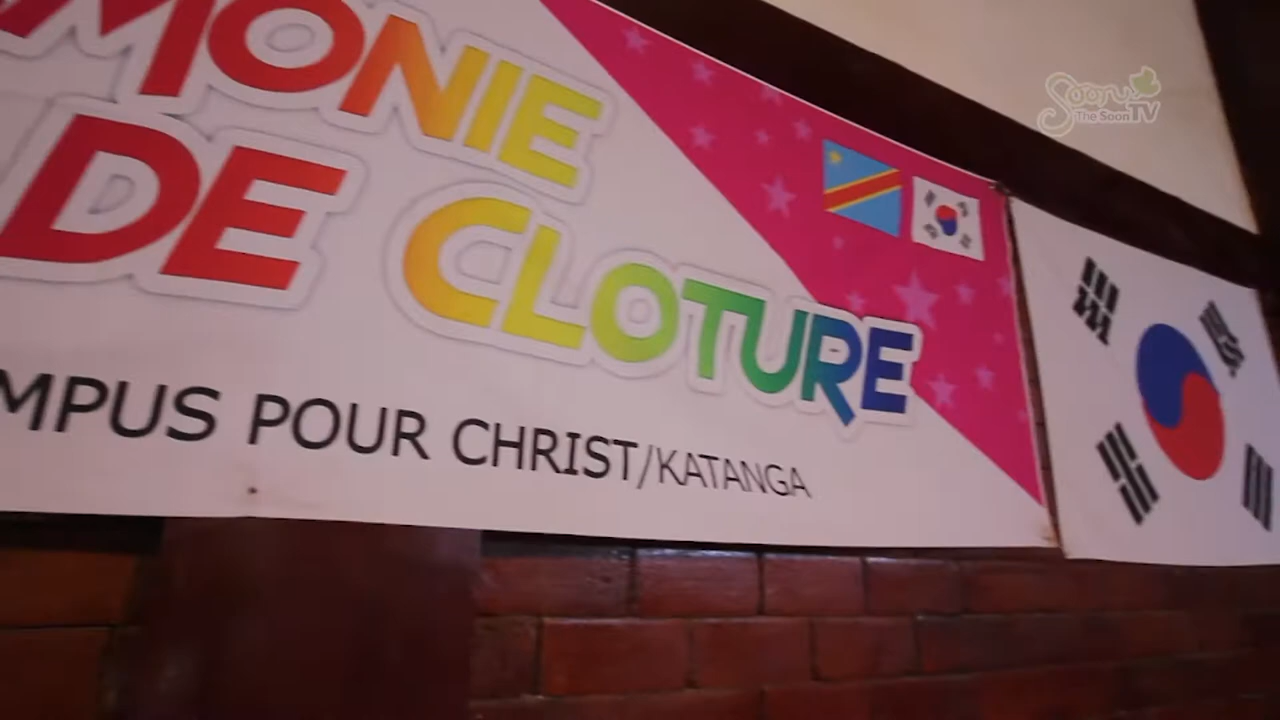 MONIE
DE CLOTURE
MPUS POUR CHRIST/KATANGA
Soon
The Soon TV